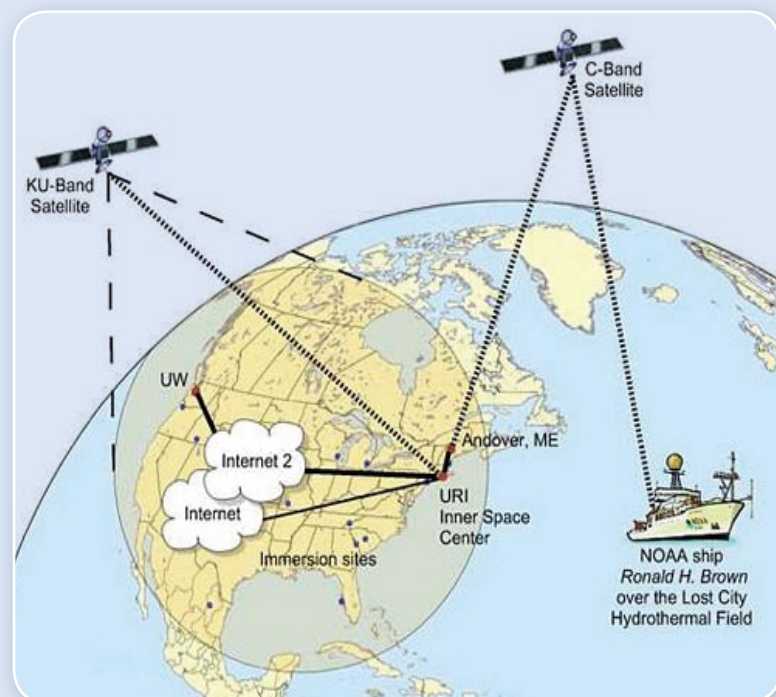 C-Band
Satellite
KU-Band
Satellite
UW
Andover, ME
Internet 2
URI
Inner Space
Center
Internet
Immersion sites
NOAA
NOAA ship
Ronald H. Brown
over the Lost City
Hydrothermal Field